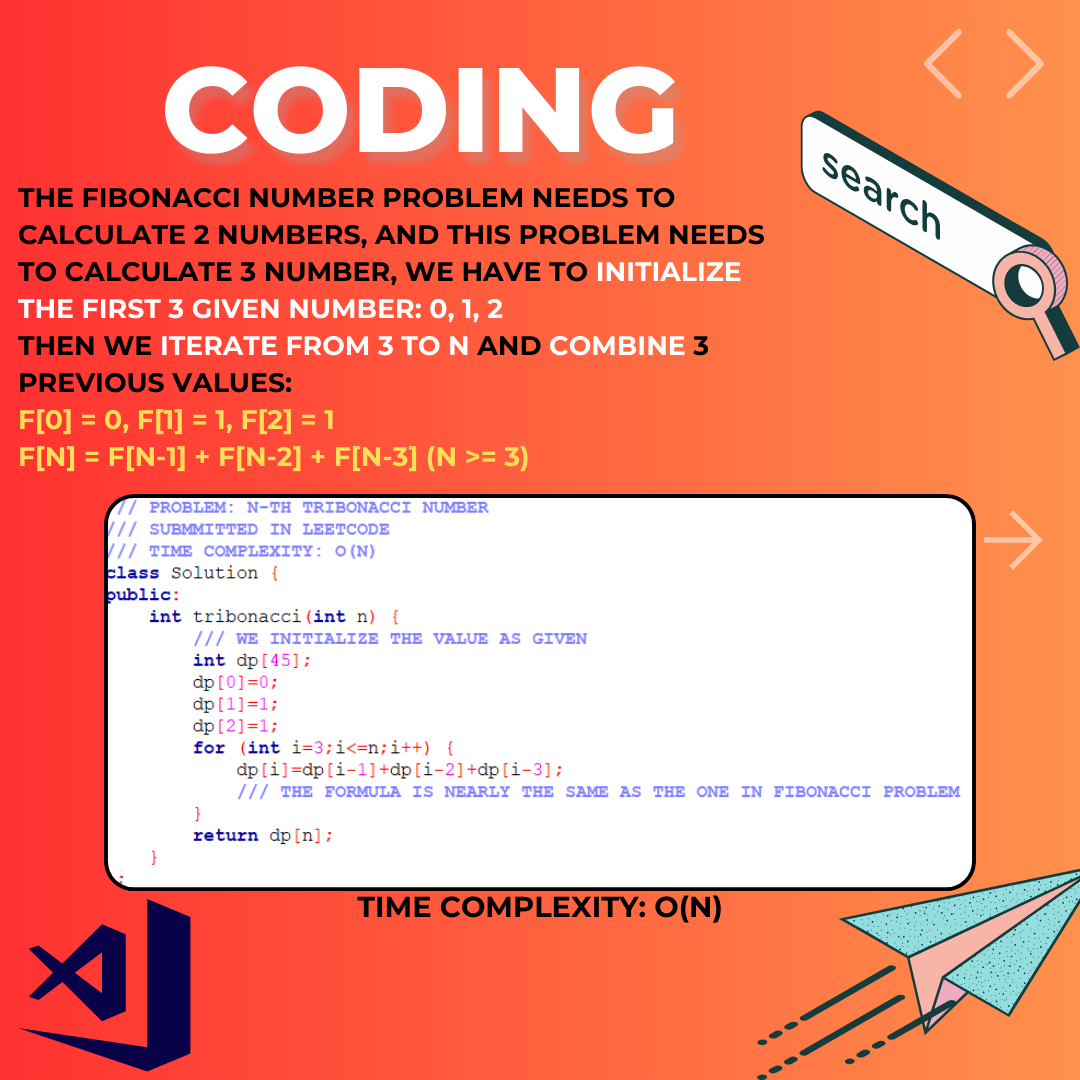 CODING
search
THE FIBONACCI NUMBER PROBLEM NEEDS TO
CALCULATE 2 NUMBERS, AND THIS PROBLEM NEEDS
TO CALCULATE 3 NUMBER, WE HAVE TO INITIALIZE
THE FIRST 3 GIVEN NUMBER: 0, 1, 2
THEN WE ITERATE FROM 3 TO N AND COMBINE 3
PREVIOUS VALUES:
F[0] = 0, F[1] = 1, F[2] = 1
F[N] = F[N-1] + F[N-2] + F[N-3] (N >= 3)
// PROBLEM: N-TH TRIBONACCI NUMBER
/// SUBMMITTED IN LEETCODE
/// TIME COMPLEXITY: O(N)
class Solution {
public:
    int tribonacci(int n) {
        /// WE INITIALIZE THE VALUE AS GIVEN
        int dp[45];
        dp[0]=0;
        dp[1]=1;
        dp[2]=1;
        for (int i=3;i<=n;i++) {
            dp[i]=dp[i-1]+dp[i-2]+dp[i-3];
            /// THE FORMULA IS NEARLY THE SAME AS THE ONE IN FIBONACCI PROBLEM
        }
        return dp[n];
    }
;
TIME COMPLEXITY: O(N)